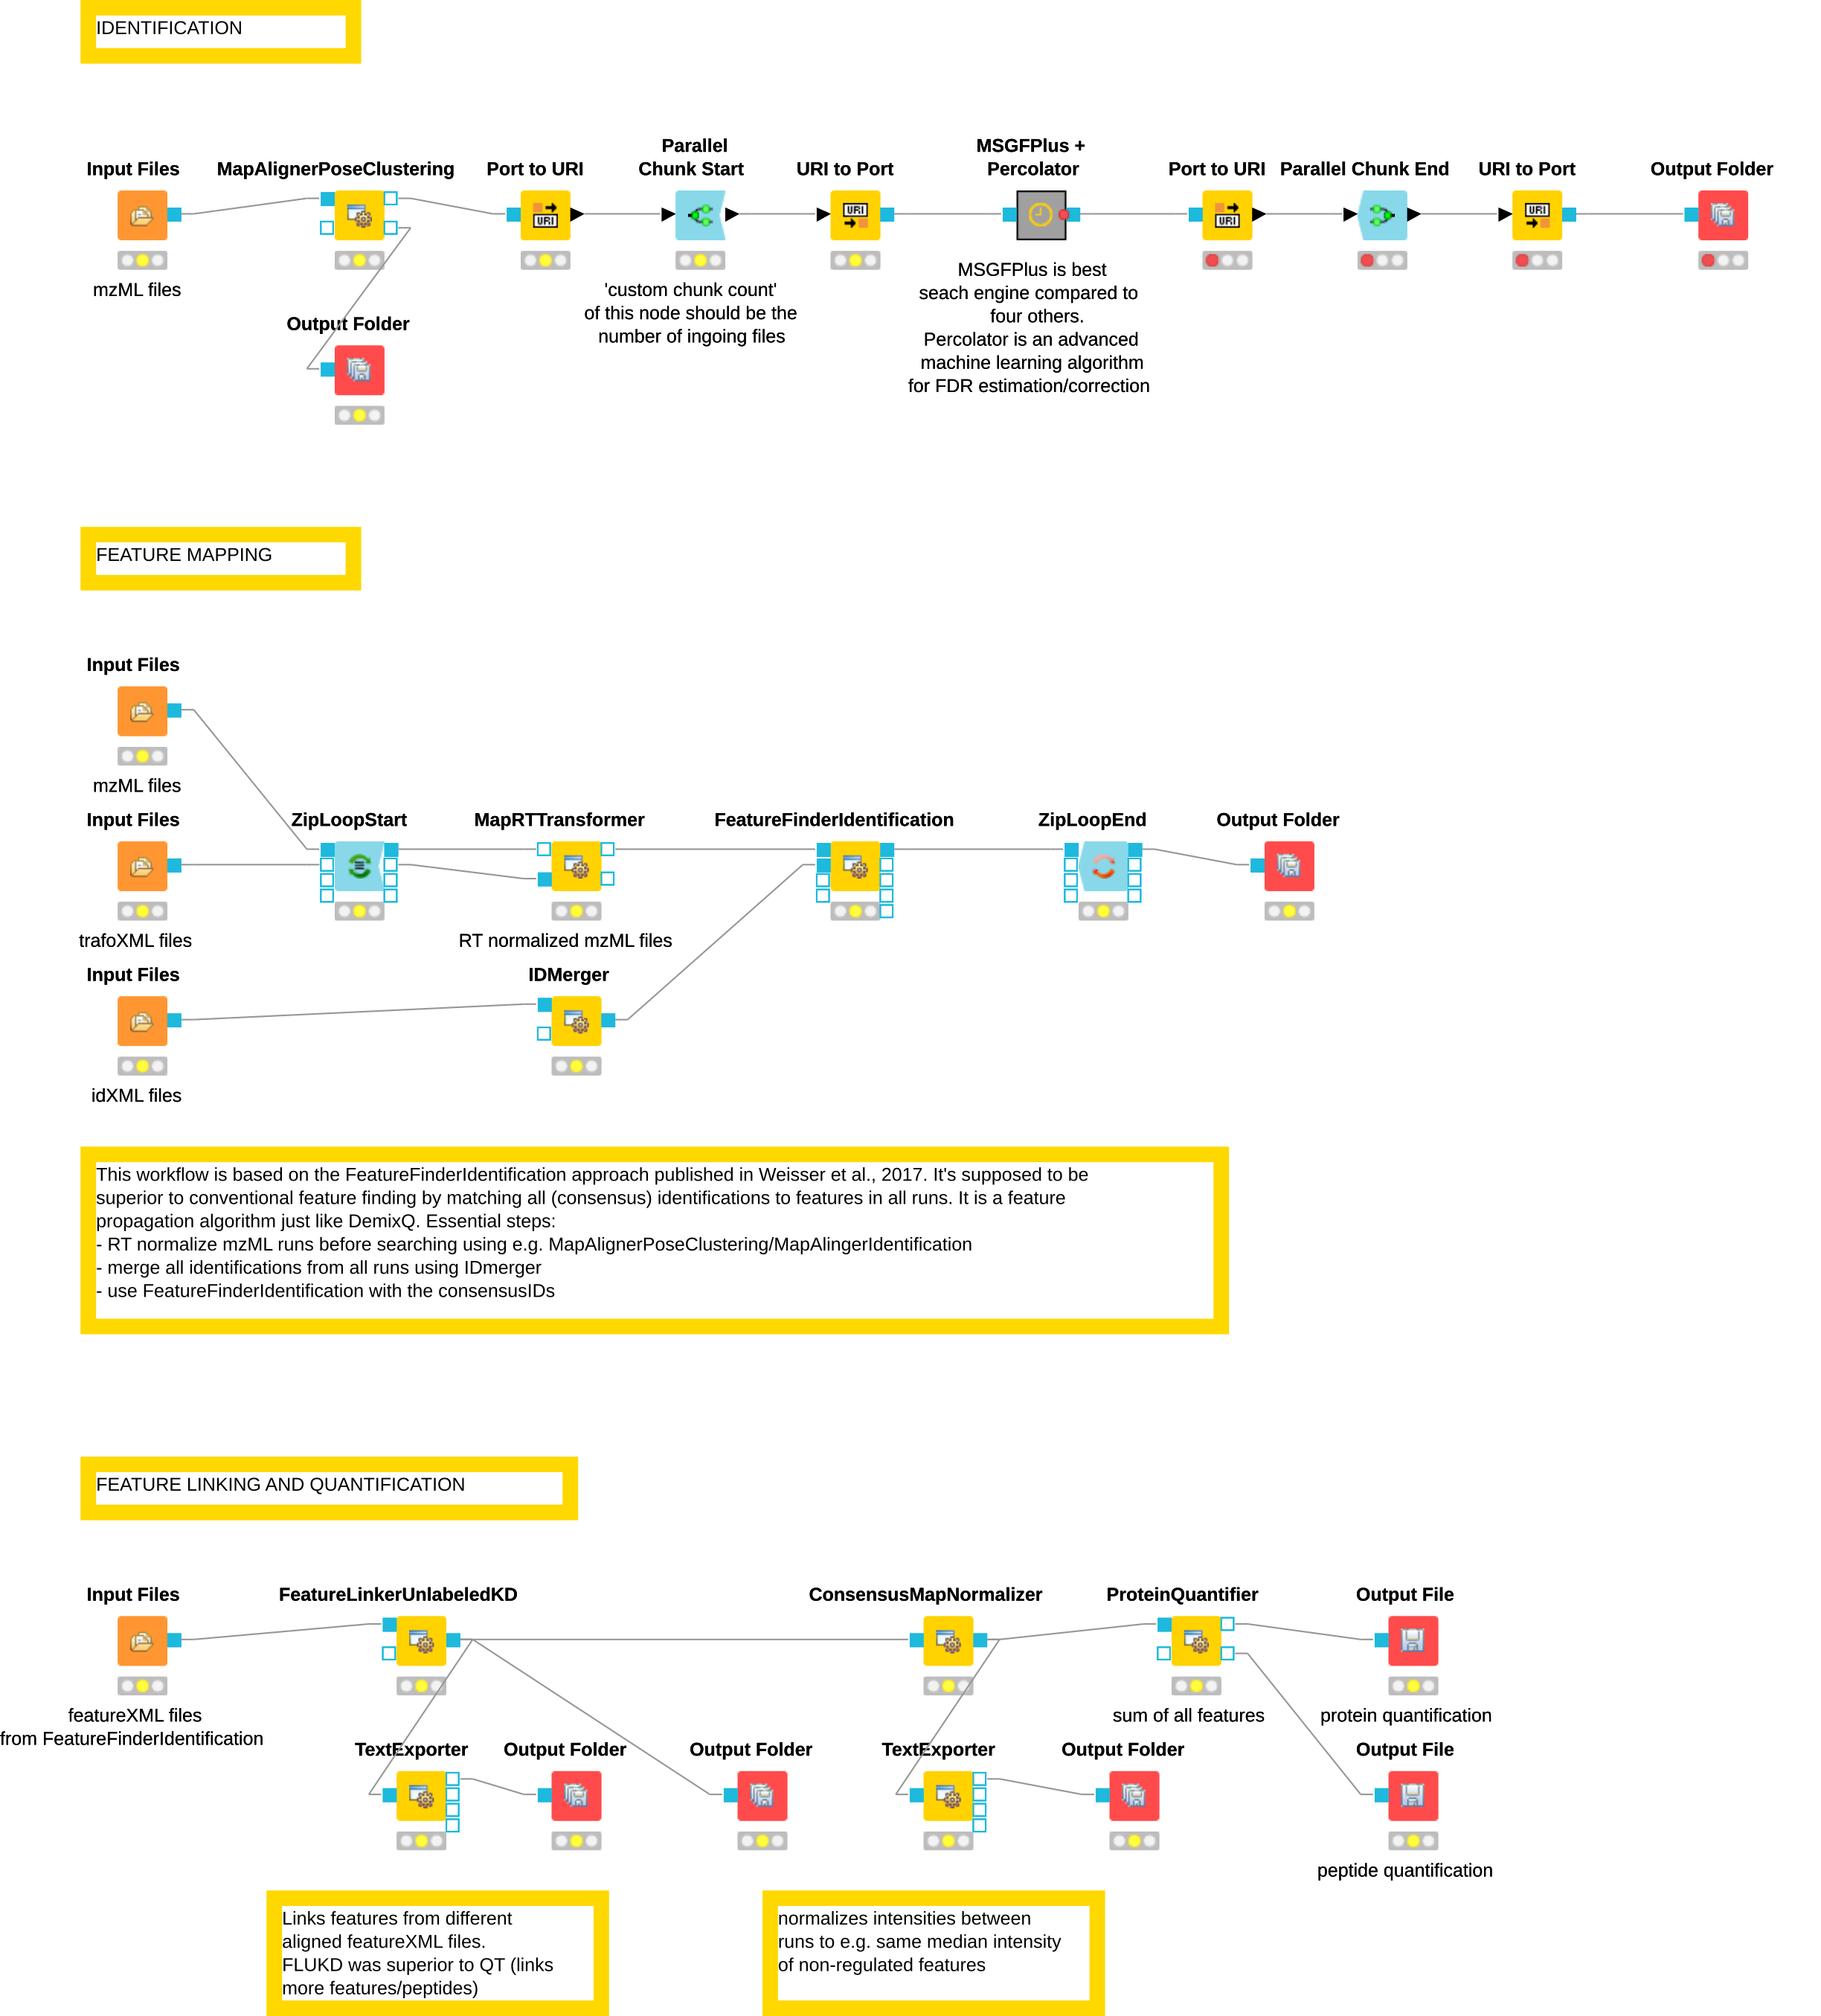 IDENTIFICATION
Input Files
MapAlignerPoseClustering
Port to URI
Parallel
Chunk Start
URI to Port
MSGFPlus +
Percolator
Port to URI
Parallel Chunk End
URI to Port
Output Folder
URI
URI
URI
URI
mzML files
'custom chunk count'
of this node should be the
number of ingoing files
MSGFPlus is best
seach engine compared to
four others.
Percolator is an advanced
machine learning algorithm
for FDR estimation/correction
Output Folder
FEATURE MAPPING
Input Files
mzML files
Input Files
ZipLoopStart
MapRTTransformer
FeatureFinderIdentification
ZipLoopEnd
Output Folder
trafoXML files
RT normalized mzML files
Input Files
IDMerger
idXML files
This workflow is based on the FeatureFinderIdentification approach published in Weisser et al., 2017. It's supposed to be
superior to conventional feature finding by matching all (consensus) identifications to features in all runs. It is a feature
propagation algorithm just like DemixQ. Essential steps:
- RT normalize mzML runs before searching using e.g. MapAlignerPoseClustering/MapAlingerIdentification
- merge all identifications from all runs using IDmerger
- use FeatureFinderIdentification with the consensusIDs
FEATURE LINKING AND QUANTIFICATION
Input Files
FeatureLinkerUnlabeledKD
ConsensusMapNormalizer
ProteinQuantifier
Output File
featureXML files
from FeatureFinderIdentification
sum of all features
protein quantification
TextExporter
Output Folder
Output Folder
TextExporter
Output Folder
Output File
peptide quantification
Links features from different
aligned featureXML files.
FLUKD was superior to QT (links
more features/peptides)
normalizes intensities between
runs to e.g. same median intensity
of non-regulated features